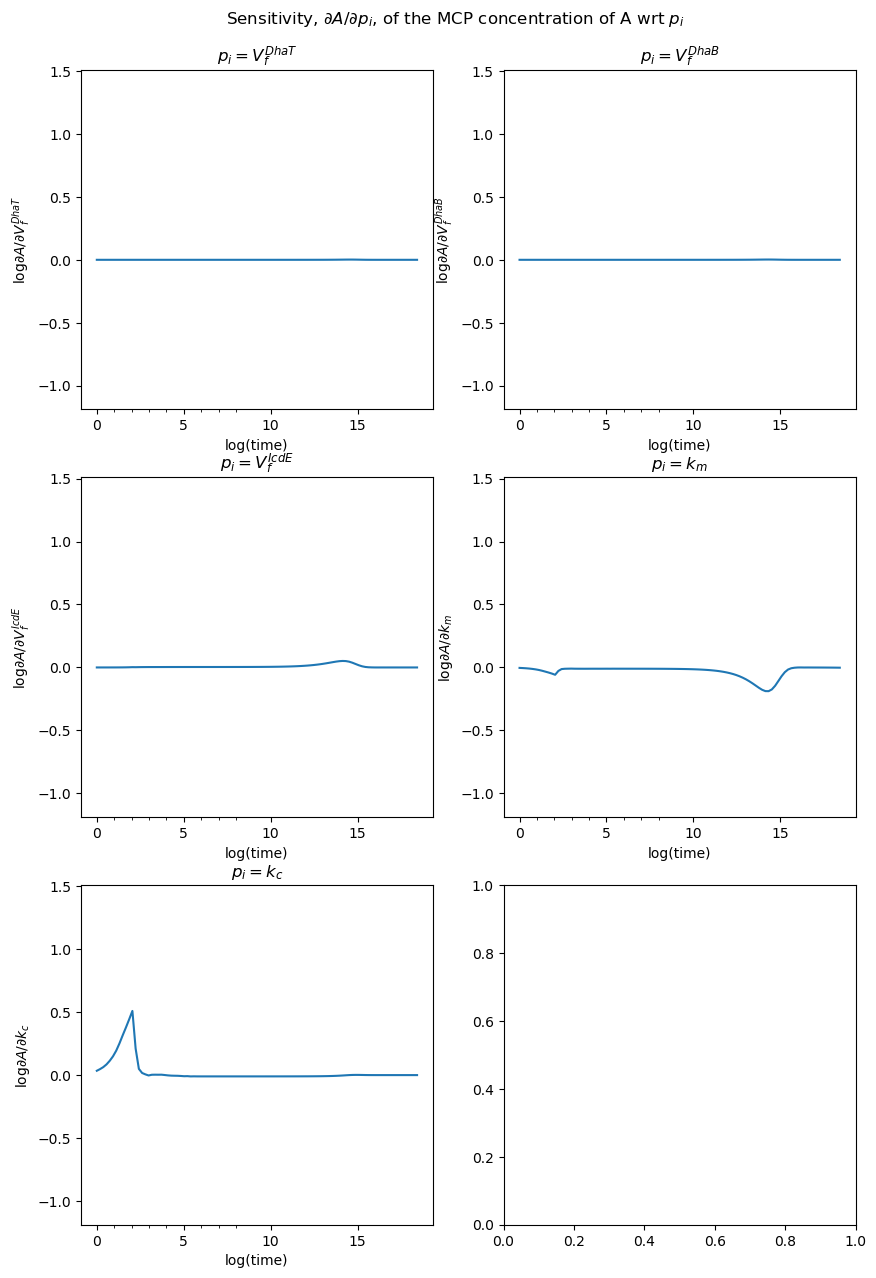 Sensitivity, ∂A/∂p_i, of the MCP concentration of A wrt p_i
p_i = V_f^{DhaT}
p_i = V_f^{DhaB}
1.5
1.0
0.5
0.0
−0.5
−1.0
log∂A/∂V_f^{DhaT}
0 5 10 15
log(time)
1.5
1.0
0.5
0.0
−0.5
−1.0
log∂A/∂V_f^{DhaB}
0 5 10 15
log(time)
p_i = V_f^{IcdE}
p_i = k_m
1.5
1.0
0.5
0.0
−0.5
−1.0
log∂A/∂V_f^{IcdE}
0 5 10 15
log(time)
1.5
1.0
0.5
0.0
−0.5
−1.0
log∂A/∂k_m
0 5 10 15
log(time)
p_i = k_c
1.5
1.0
0.5
0.0
−0.5
−1.0
log∂A/∂k_c
0 5 10 15
log(time)
1.0
0.8
0.6
0.4
0.2
0.0
0.0 0.2 0.4 0.6 0.8 1.0